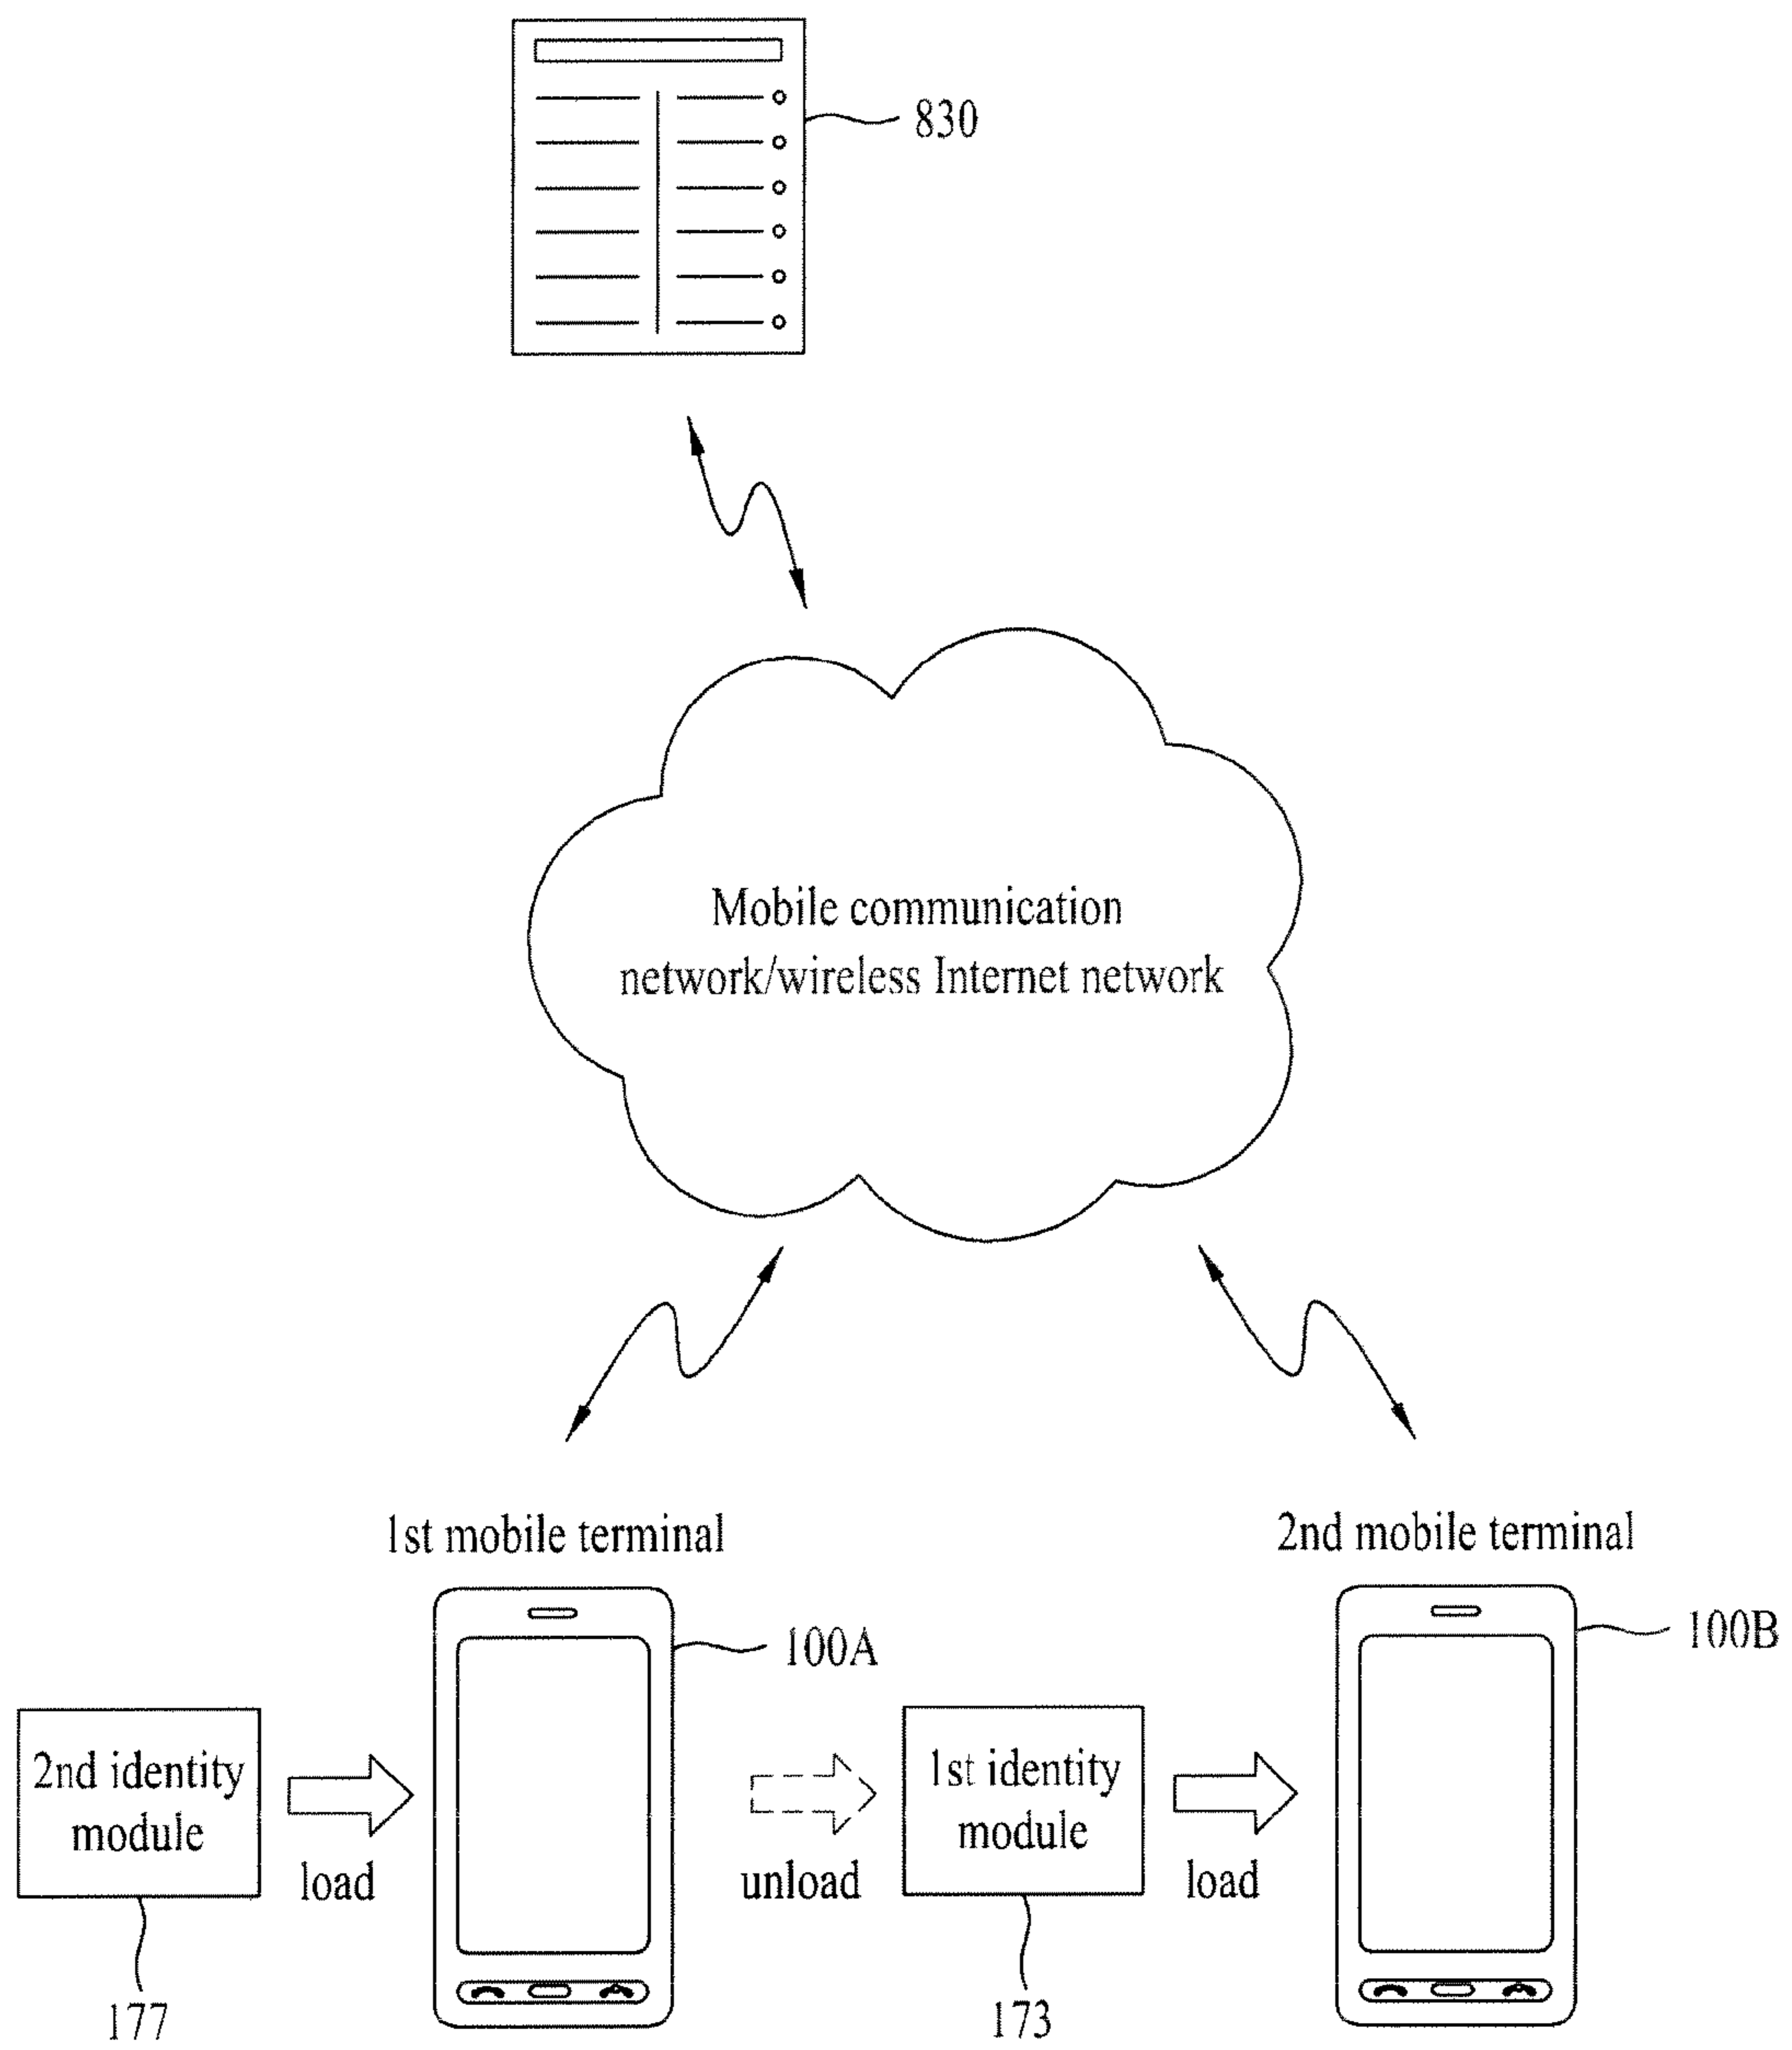 830
Mobile communication
network/wireless Internet network
1st mobile terminal
2nd mobile terminal
100A
100B
2nd identity
module
load
unload
1st identity
module
load
177
173